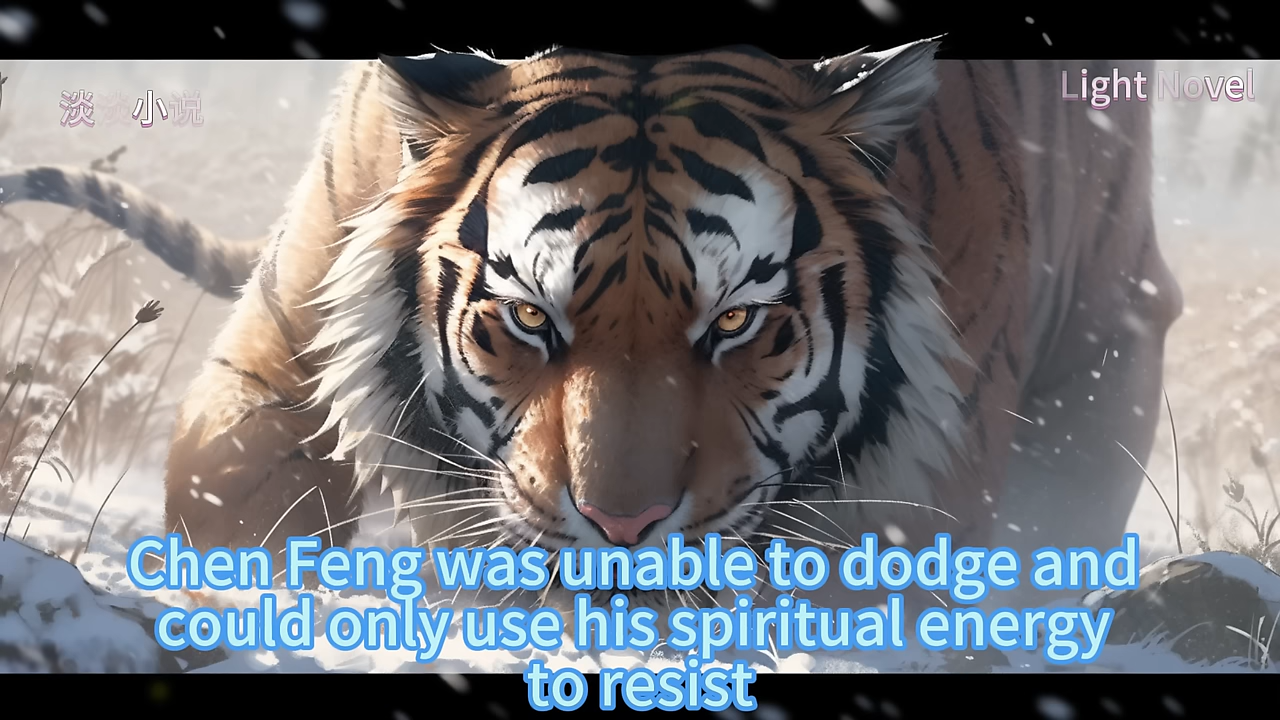 淡淡小说
Light Novel
Chen Feng was unable to dodge and
could only use his spiritual energy
to resist